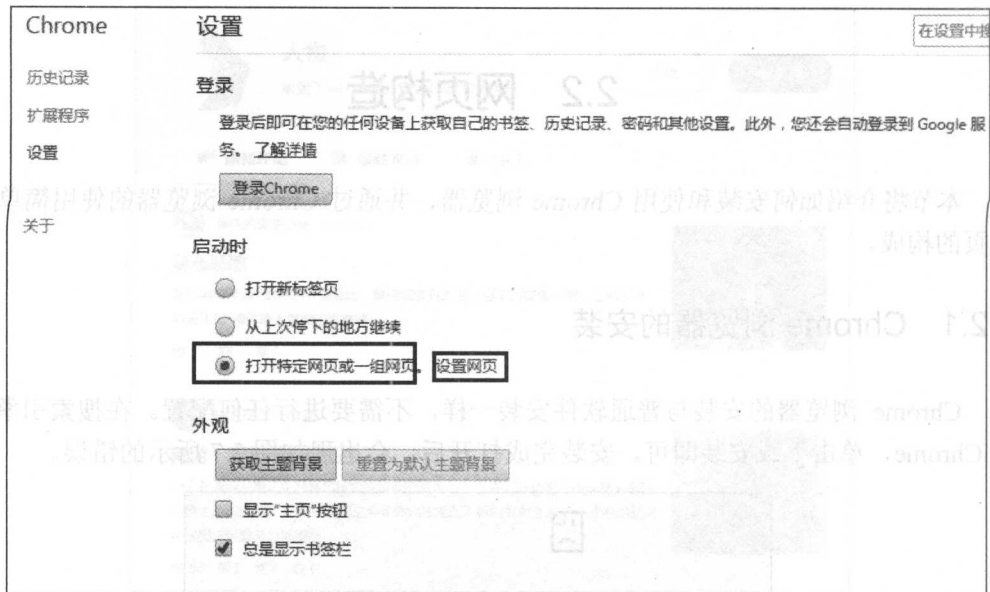 Chrome
设置
在设置中搜
历史记录
扩展程序
设置
关于
登录
登录后即可在您的任何设备上获取自己的书签、历史记录、密码和其他设置。此外，您还会自动登录到 Google 服
务。 了解详情
登录Chrome
启动时
打开新标签页
从上次停下的地方继续
打开特定网页或一组网页。 设置网页
外观
获取主题背景 重置为默认主题背景
显示“主页”按钮
总是显示书签栏
2.2 网页构造
本节将介绍如何安装和使用 Chrome 浏览器，并通过 Chrome 浏览器的使用简单
页的构成。
2.1 Chrome 浏览器的安装
Chrome 浏览器的安装与普通软件安装一样，不需要进行任何配置。在搜索引擎
Chrome，单击下载安装即可。安装完成打开后，会出现如图
所示的错误。